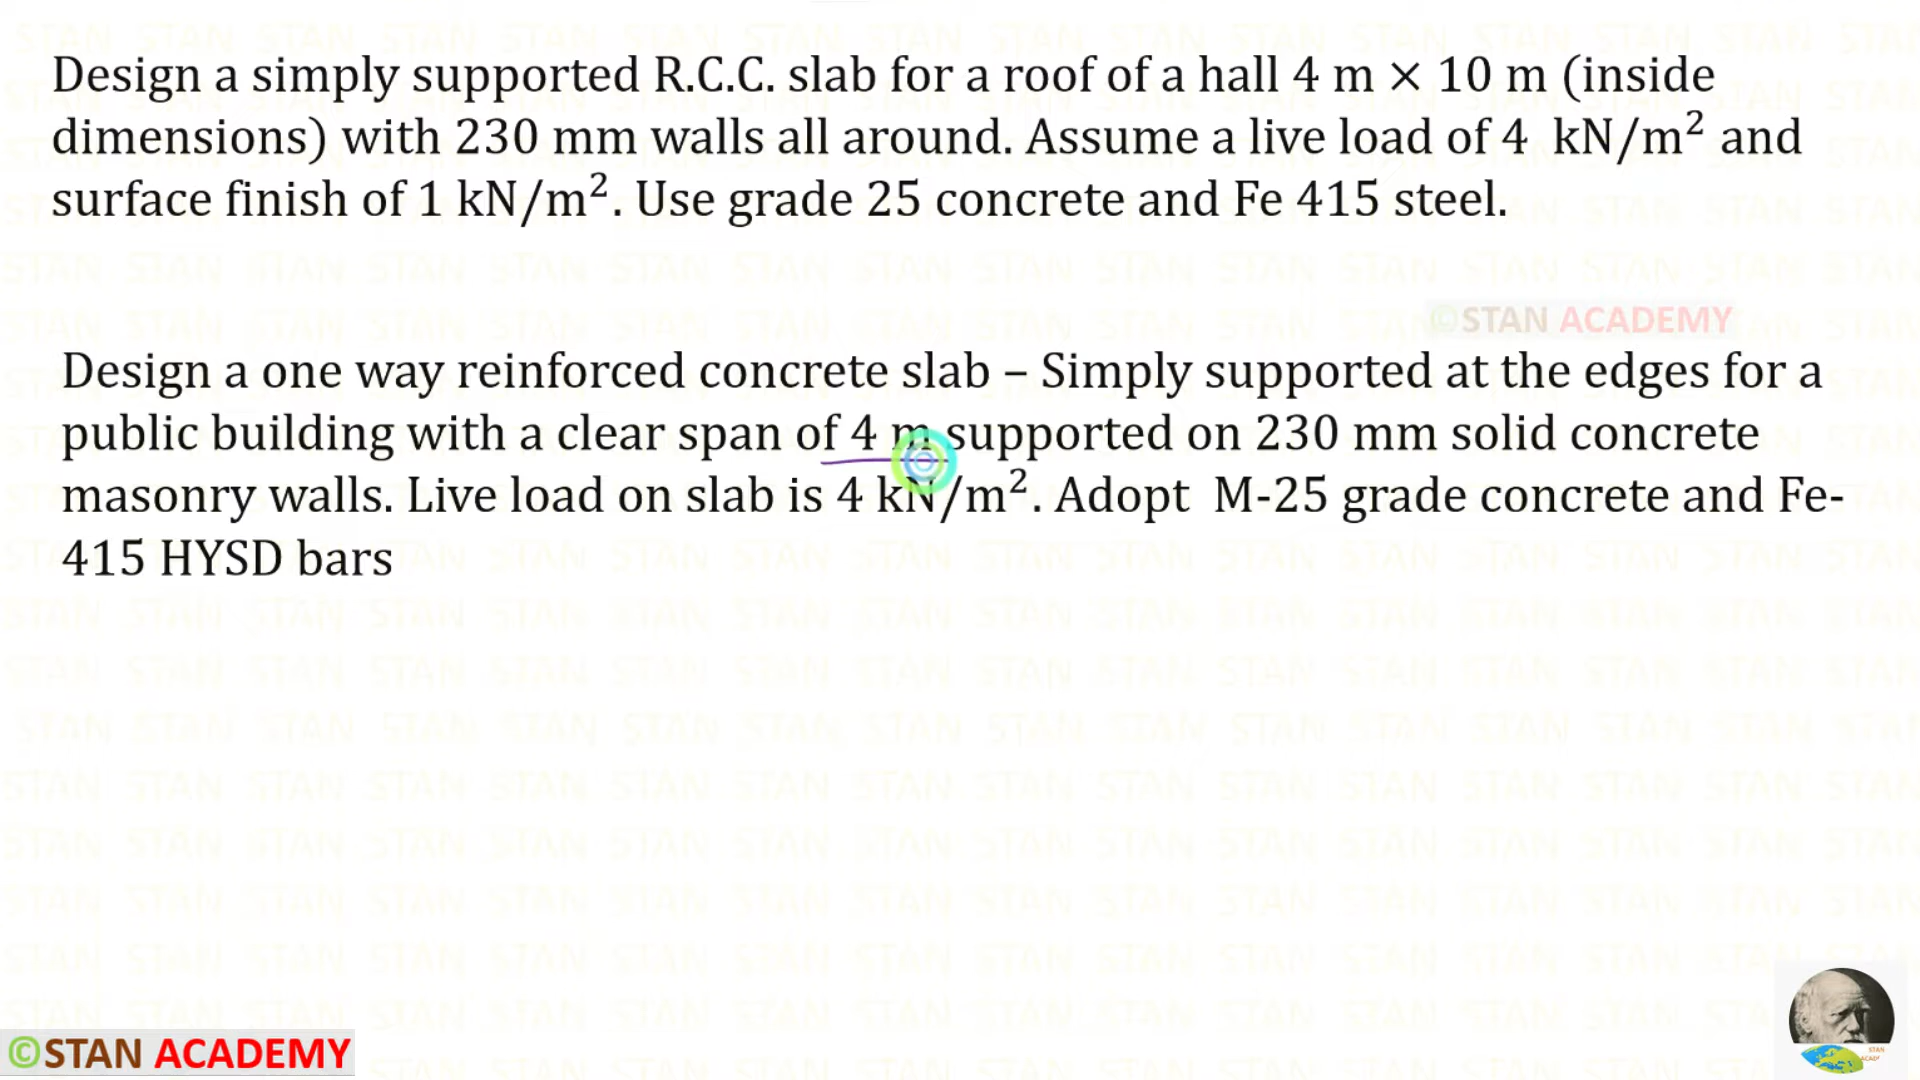 Design a simply supported R.C.C. slab for a roof of a hall 4 m × 10 m (inside
dimensions) with 230 mm walls all around. Assume a live load of 4 kN/m² and
surface finish of 1 kN/m². Use grade 25 concrete and Fe 415 steel.
©STAN ACADEMY
Design a one way reinforced concrete slab – Simply supported at the edges for a
public building with a clear span of 4 m supported on 230 mm solid concrete
masonry walls. Live load on slab is 4 kN/m². Adopt M-25 grade concrete and Fe-
415 HYSD bars
©STAN ACADEMY